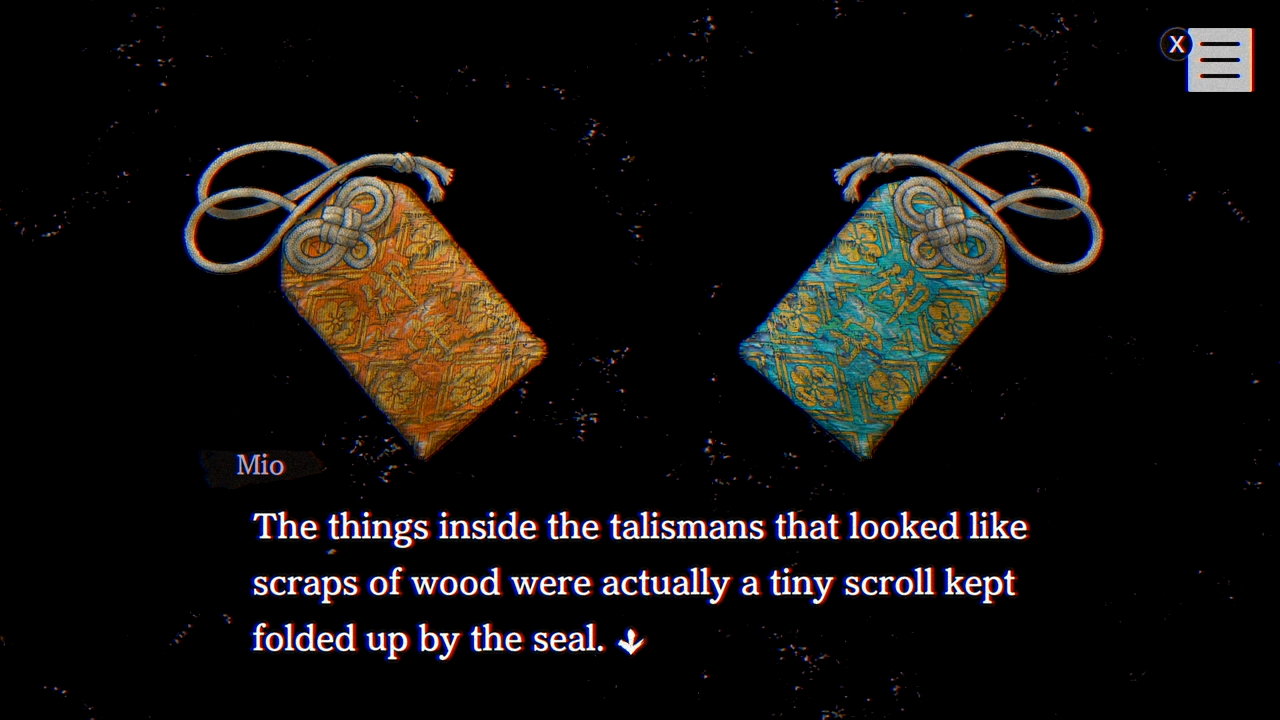 X
Mio
The things inside the talismans that looked like
scraps of wood were actually a tiny scroll kept
folded up by the seal.